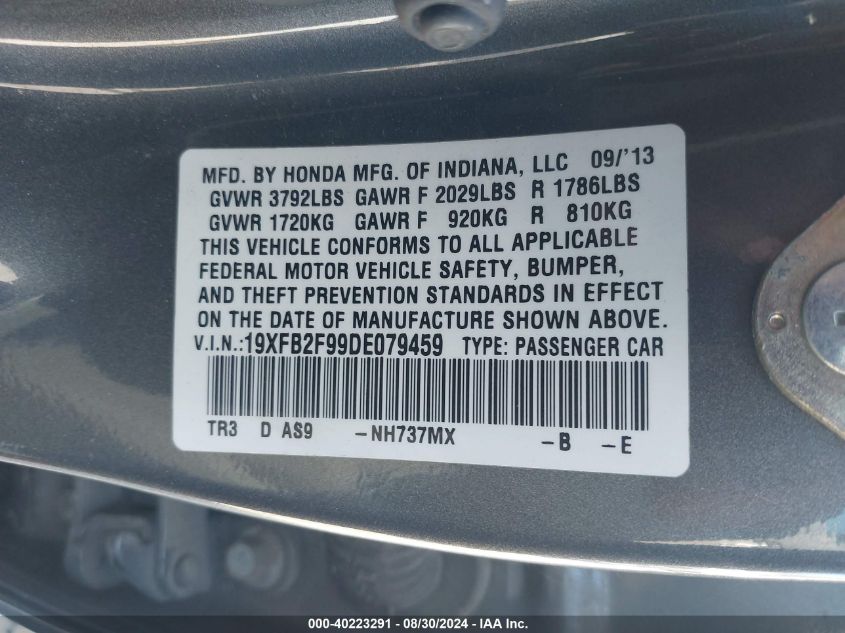 MFD. BY HONDA MFG. OF INDIANA, LLC 09/'13
GVWR 3792LBS GAWR F 2029LBS R 1786LBS
GVWR 1720KG GAWR F 920KG R 810KG
THIS VEHICLE CONFORMS TO ALL APPLICABLE
FEDERAL MOTOR VEHICLE SAFETY, BUMPER,
AND THEFT PREVENTION STANDARDS IN EFFECT
ON THE DATE OF MANUFACTURE SHOWN ABOVE.
V.I.N.:19XFB2F99DE079459 TYPE: PASSENGER CAR
TR3 D AS9 -NH737MX -B -E
000-40223291 - 08/30/2024 - IAA Inc.